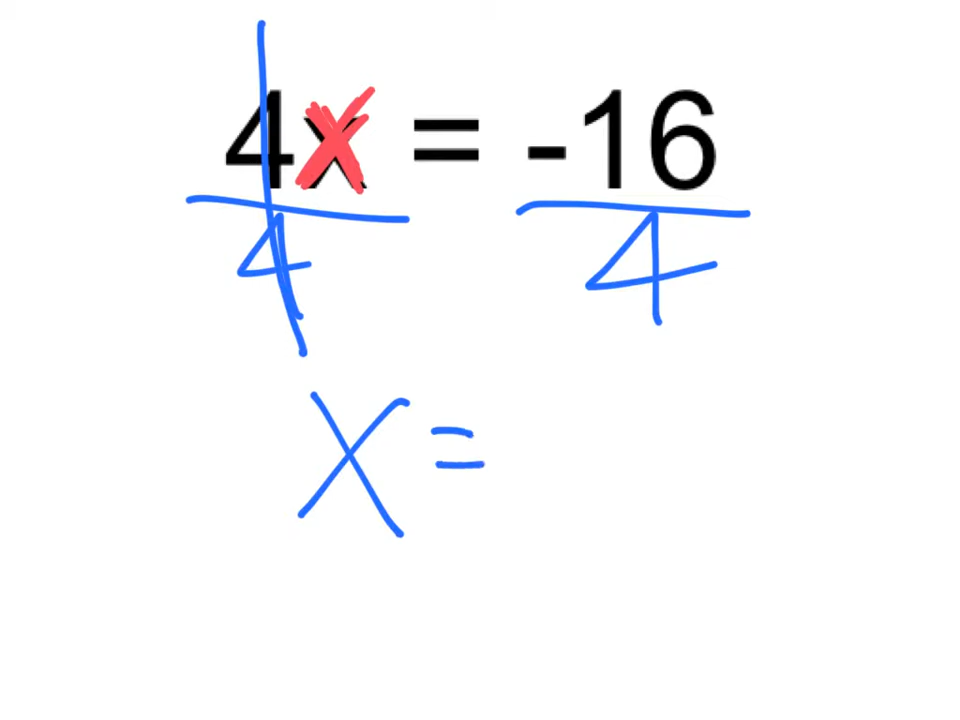 4x = -16
4 4
X =